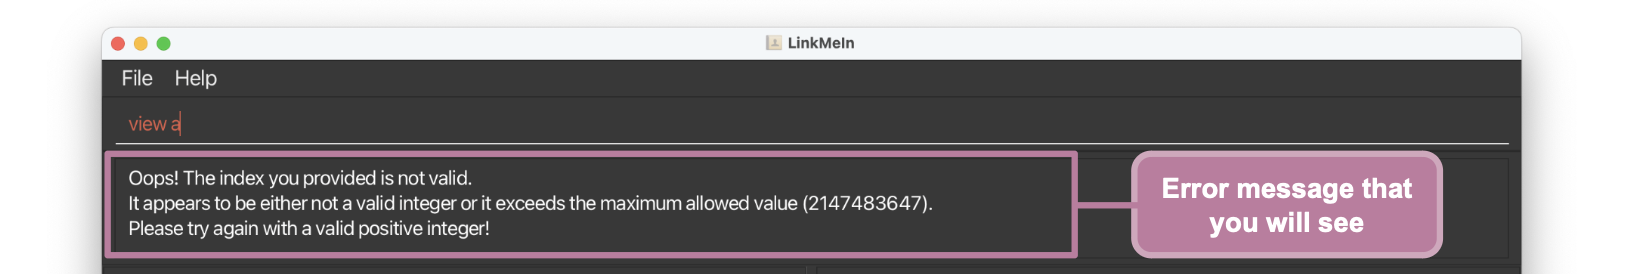 LinkMeIn
File Help
view a
Oops! The index you provided is not valid.
It appears to be either not a valid integer or it exceeds the maximum allowed value (2147483647).
Please try again with a valid positive integer!
Error message that
you will see